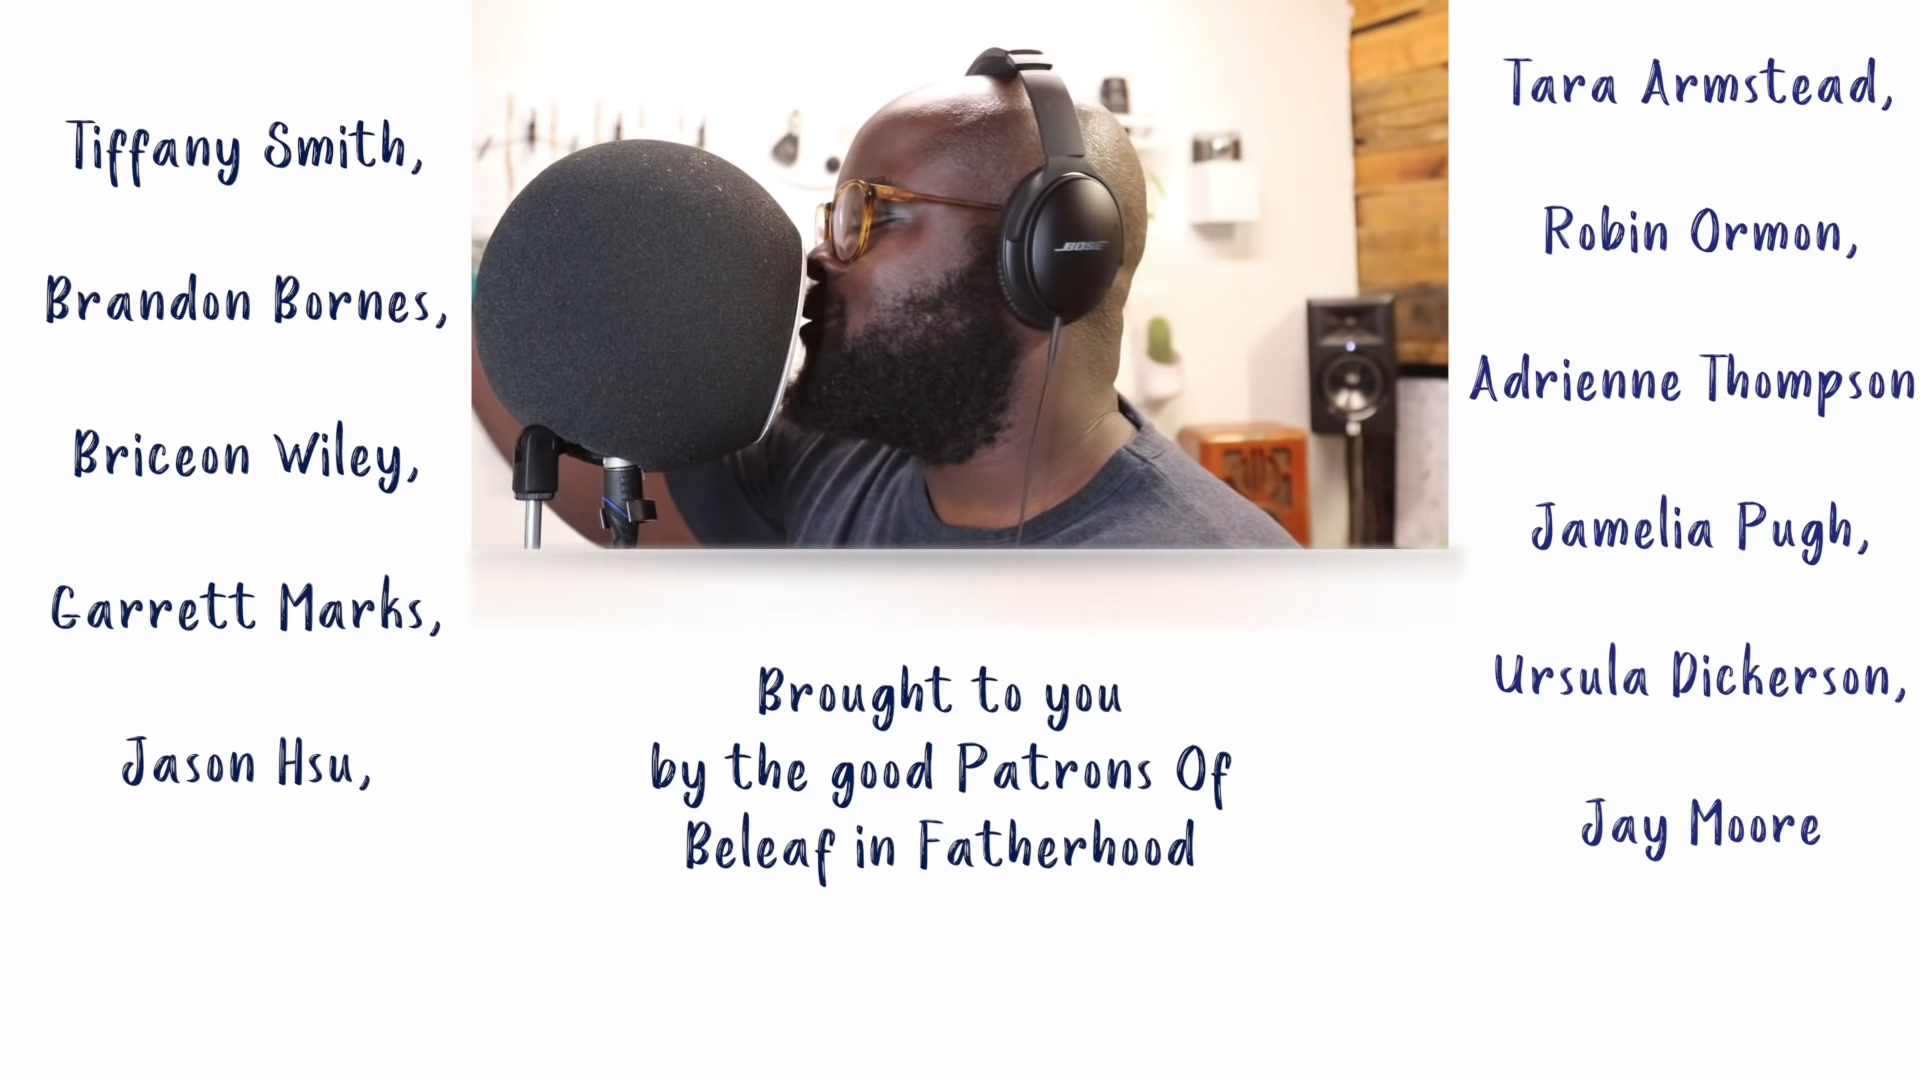 Tiffany Smith,
Brandon Bornes,
Briceon Wiley,
Garrett Marks,
Jason Hsu,
BOSE
Brought to you
by the good Patrons Of
Beleaf in Fatherhood
Tara Armstead,
Robin Ormon,
Adrienne Thompson
Jamelia Pugh,
Ursula Dickerson,
Jay Moore